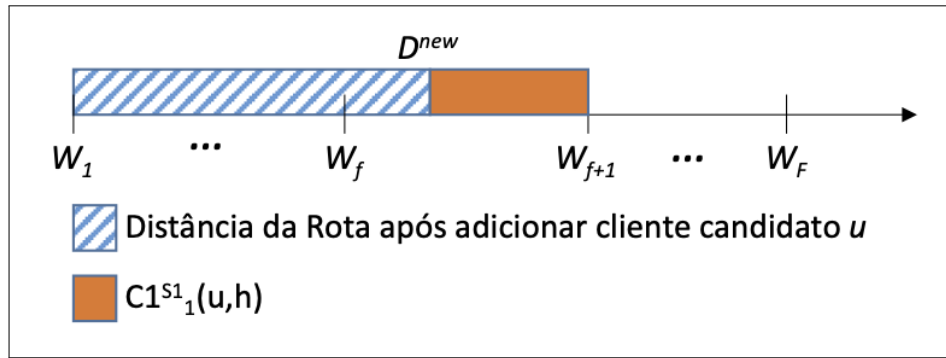 D^new
W_1 ... W_f W_f+1 ... W_F
Distância da Rota após adicionar cliente candidato u
C1^S1_1(u,h)